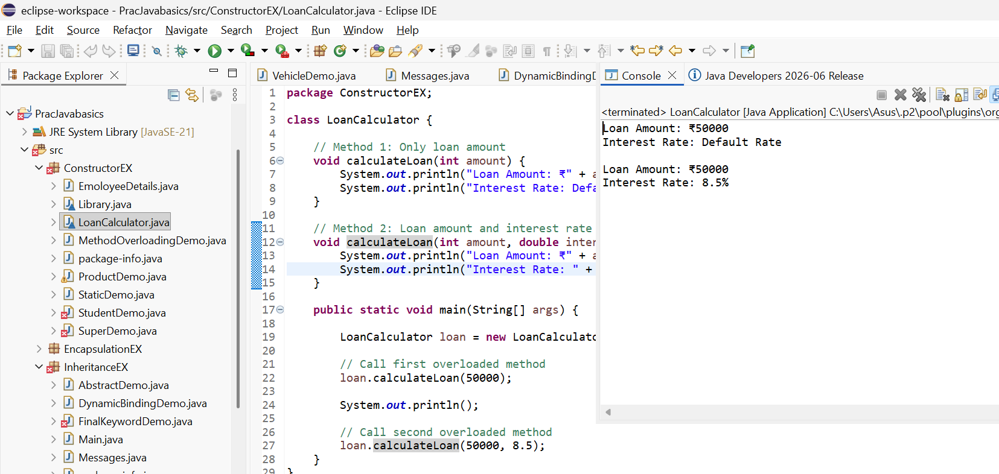 eclipse-workspace - PracJavabasics/src/ConstructorEX/LoanCalculator.java - Eclipse IDE
File Edit Source Refactor Navigate Search Project Run Window Help
Package Explorer
PracJavabasics
JRE System Library [JavaSE-21]
src
ConstructorEX
EmoloyeeDetails.java
Library.java
LoanCalculator.java
MethodOverloadingDemo.java
package-info.java
ProductDemo.java
StaticDemo.java
StudentDemo.java
SuperDemo.java
EncapsulationEX
InheritanceEX
AbstractDemo.java
DynamicBindingDemo.java
FinalKeywordDemo.java
Main.java
Messages.java
VehicleDemo.java Messages.java DynamicBindingD
1 package ConstructorEX;
2
3 class LoanCalculator {
4
5 // Method 1: Only loan amount
6 void calculateLoan(int amount) {
7 System.out.println("Loan Amount: ₹" + a
8 System.out.println("Interest Rate: Defa
9 }
10
11 // Method 2: Loan amount and interest rate
12 void calculateLoan(int amount, double inter
13 System.out.println("Loan Amount: ₹" + a
14 System.out.println("Interest Rate: " +
15 }
16
17 public static void main(String[] args) {
18
19 LoanCalculator loan = new LoanCalculato
20
21 // Call first overloaded method
22 loan.calculateLoan(50000);
23
24 System.out.println();
25
26 // Call second overloaded method
27 loan.calculateLoan(50000, 8.5);
28 }
29 }
Console Java Developers 2026-06 Release
<terminated> LoanCalculator [Java Application] C:\Users\Asus\.p2\pool\plugins\org
Loan Amount: ₹50000
Interest Rate: Default Rate
Loan Amount: ₹50000
Interest Rate: 8.5%